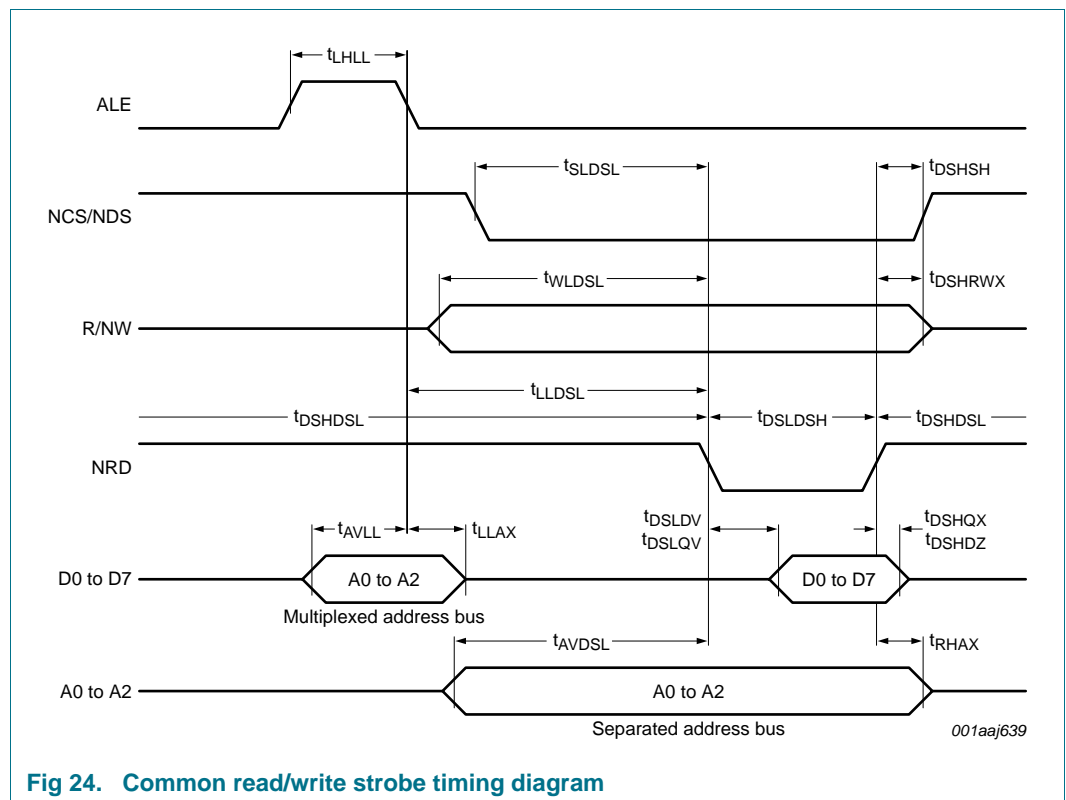 tLHLL
ALE
tSLDSL
tDSHSH
NCS/NDS
tWLDSL
tDSHRWX
R/NW
tLLDSL
tDSHDSL
tDSLDSH
tDSHDSL
NRD
tAVLL
tLLAX
tDSLDV
tDSLQV
tDSHQX
tDSHDZ
D0 to D7
A0 to A2
D0 to D7
Multiplexed address bus
tAVDSL
tRHAX
A0 to A2
A0 to A2
Separated address bus
001aaj639
Fig 24. Common read/write strobe timing diagram